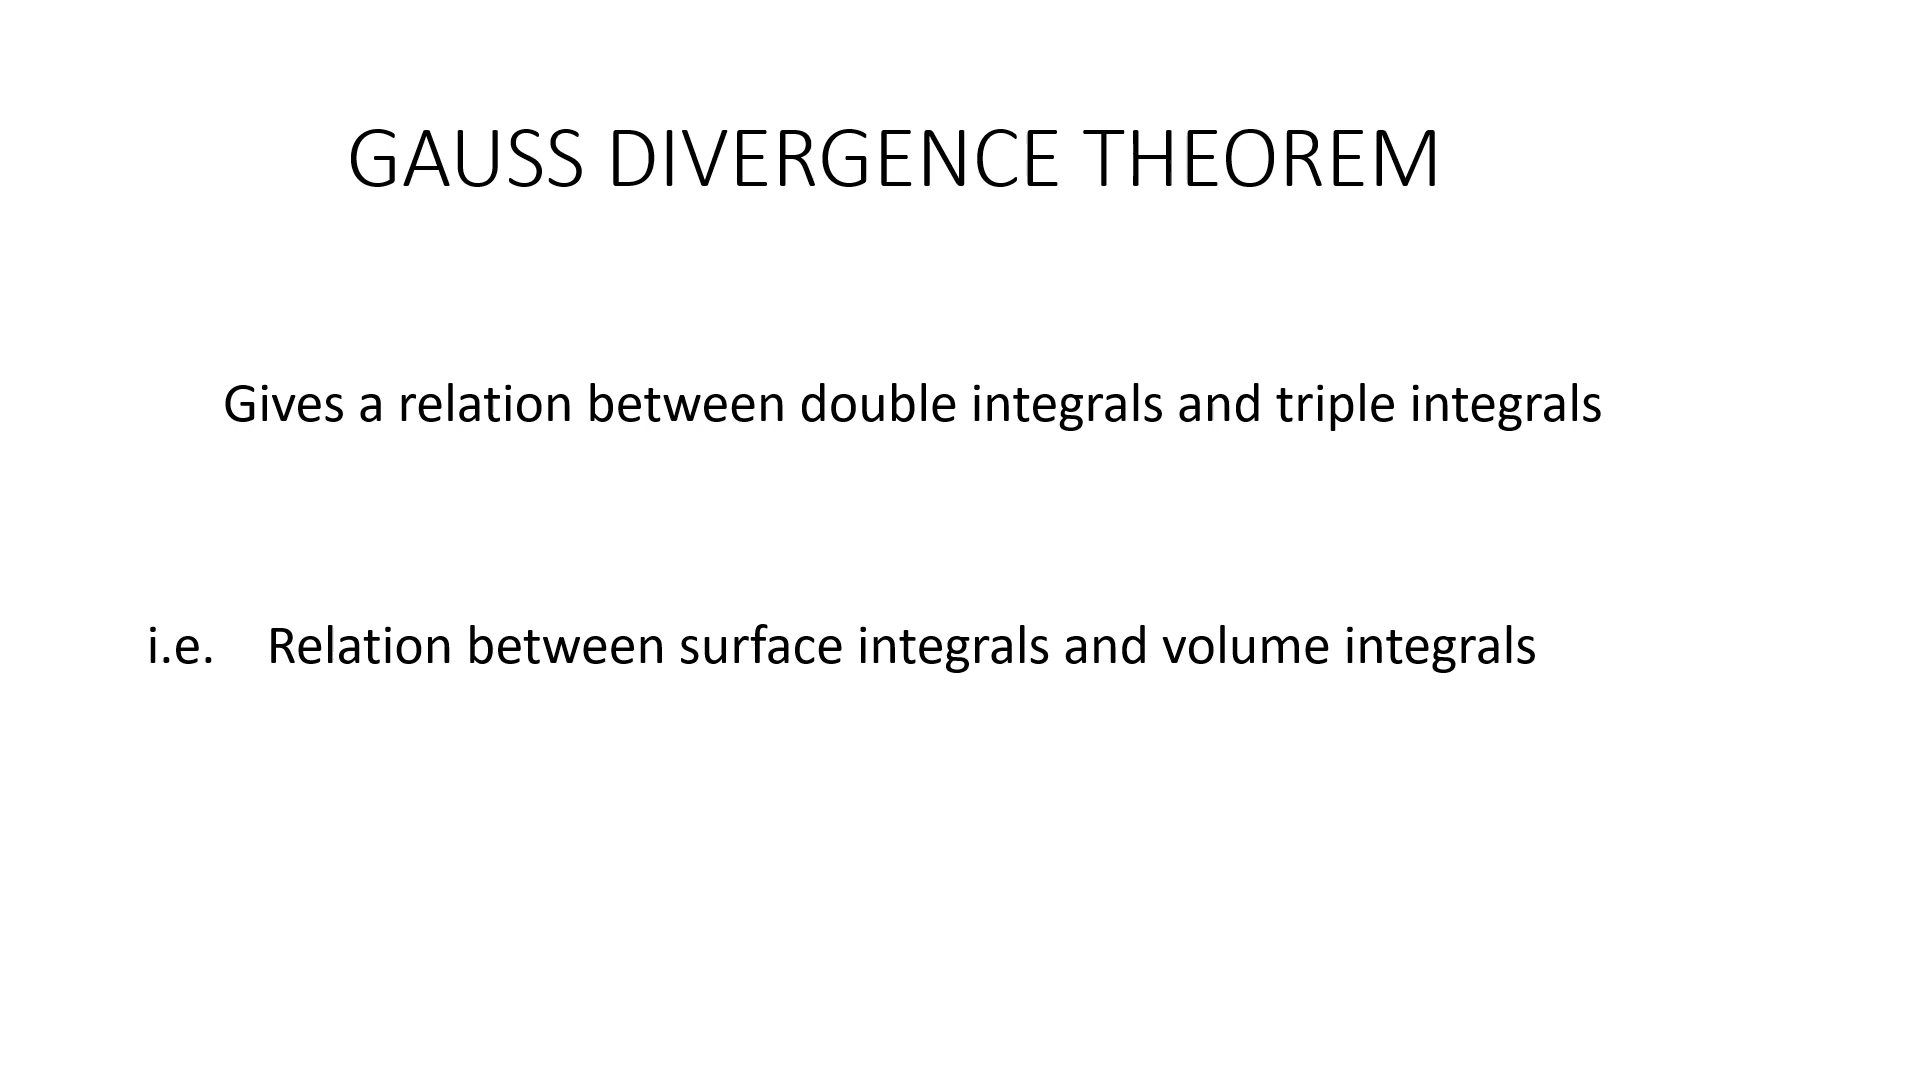 GAUSS DIVERGENCE THEOREM
Gives a relation between double integrals and triple integrals
i.e. Relation between surface integrals and volume integrals